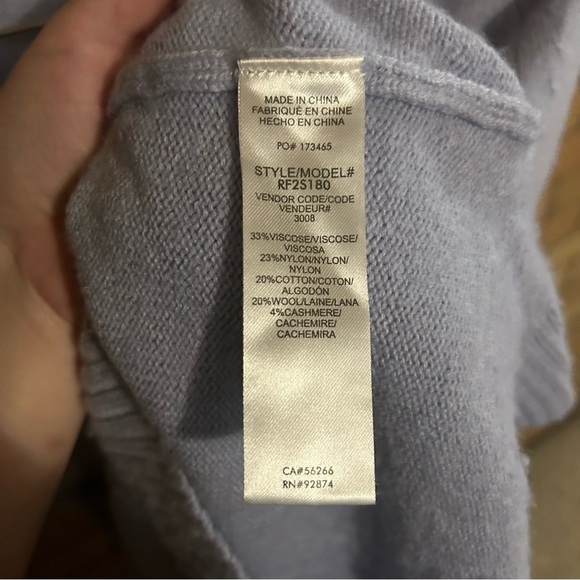 MADE IN CHINA
FABRIQUÉ EN CHINE
HECHO EN CHINA
PO# 173465
STYLE/MODEL#
RF2S180
VENDOR CODE/CODE
VENDEUR#
3008
33%VISCOSE/VISCOSE/
VISCOSA
23%NYLON/NYLON/
NYLON
20%COTTON/COTON/
ALGODÓN
20%WOOL/LAINE/LANA
4%CASHMERE/
CACHEMIRE/
CACHEMIRA
CA#56266
RN#92874